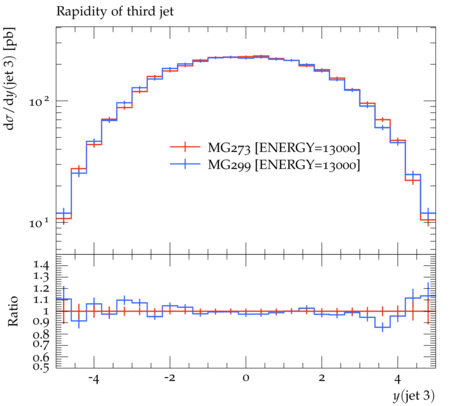 Rapidity of third jet
dσ/dy(jet 3) [pb]
10²
MG273 [ENERGY=13000]
MG299 [ENERGY=13000]
10¹
Ratio
1.4
1.3
1.2
1.1
1
0.9
0.8
0.7
0.6
0.5
-4 -2 0 2 4
y(jet 3)